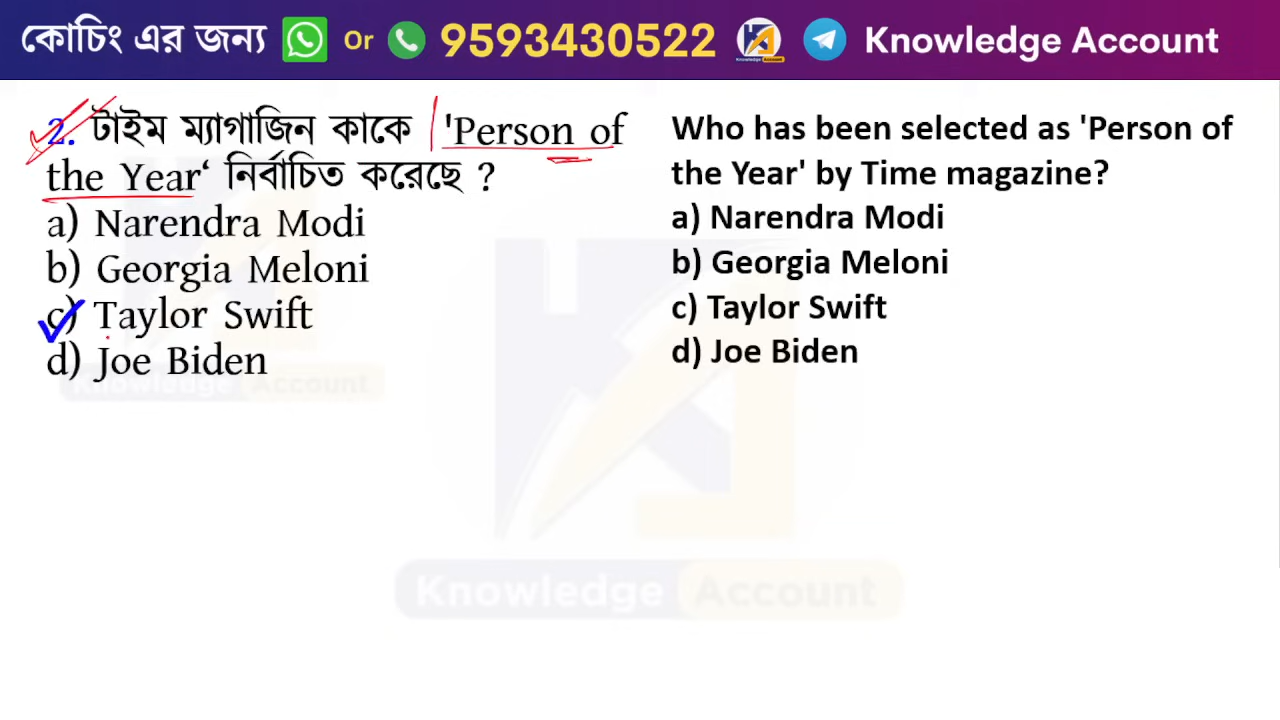 কোচিং এর জন্য Or 9593430522 Knowledge Account
2. টাইম ম্যাগাজিন কাকে 'Person of
the Year‘ নির্বাচিত করেছে ?
a) Narendra Modi
b) Georgia Meloni
c) Taylor Swift
d) Joe Biden
Who has been selected as 'Person of
the Year' by Time magazine?
a) Narendra Modi
b) Georgia Meloni
c) Taylor Swift
d) Joe Biden
Knowledge Account
Knowledge Account